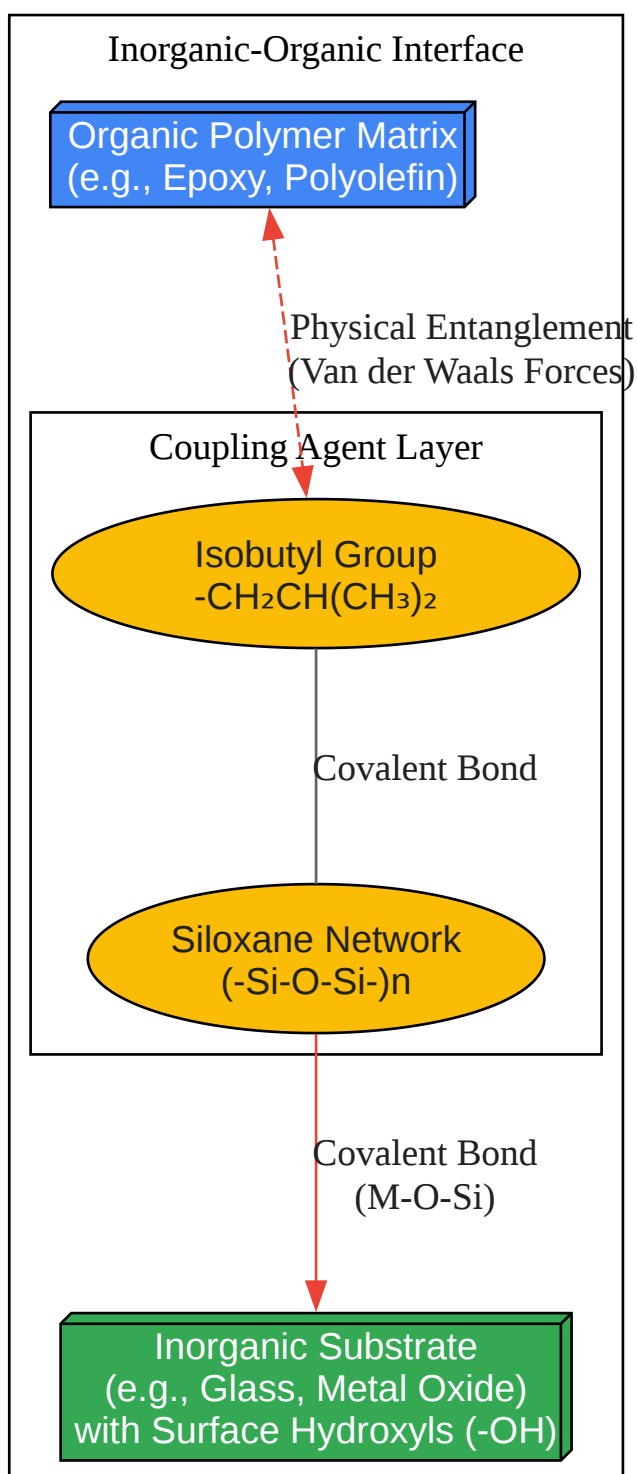 Inorganic-Organic Interface
Organic Polymer Matrix
(e.g., Epoxy, Polyolefin)
Physical Entanglement
(Van der Waals Forces)
Coupling Agent Layer
Isobutyl Group
-CH₂CH(CH₃)₂
Covalent Bond
Siloxane Network
(-Si-O-Si-)n
Covalent Bond
(M-O-Si)
Inorganic Substrate
(e.g., Glass, Metal Oxide)
with Surface Hydroxyls (-OH)